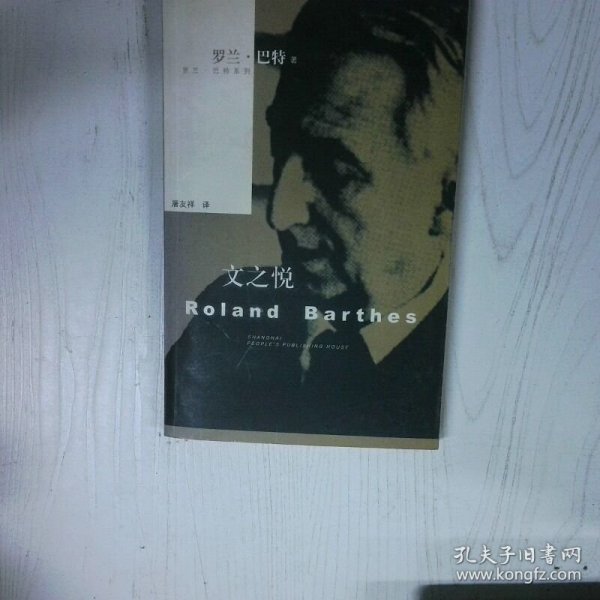 罗兰·巴特 著
罗兰 巴特系列
屠友祥 译
文之悦
Roland Barthes
SHANGHAI
PEOPLE'S PUBLISHING HOUSE
孔夫子旧书网
www.kongfz.com